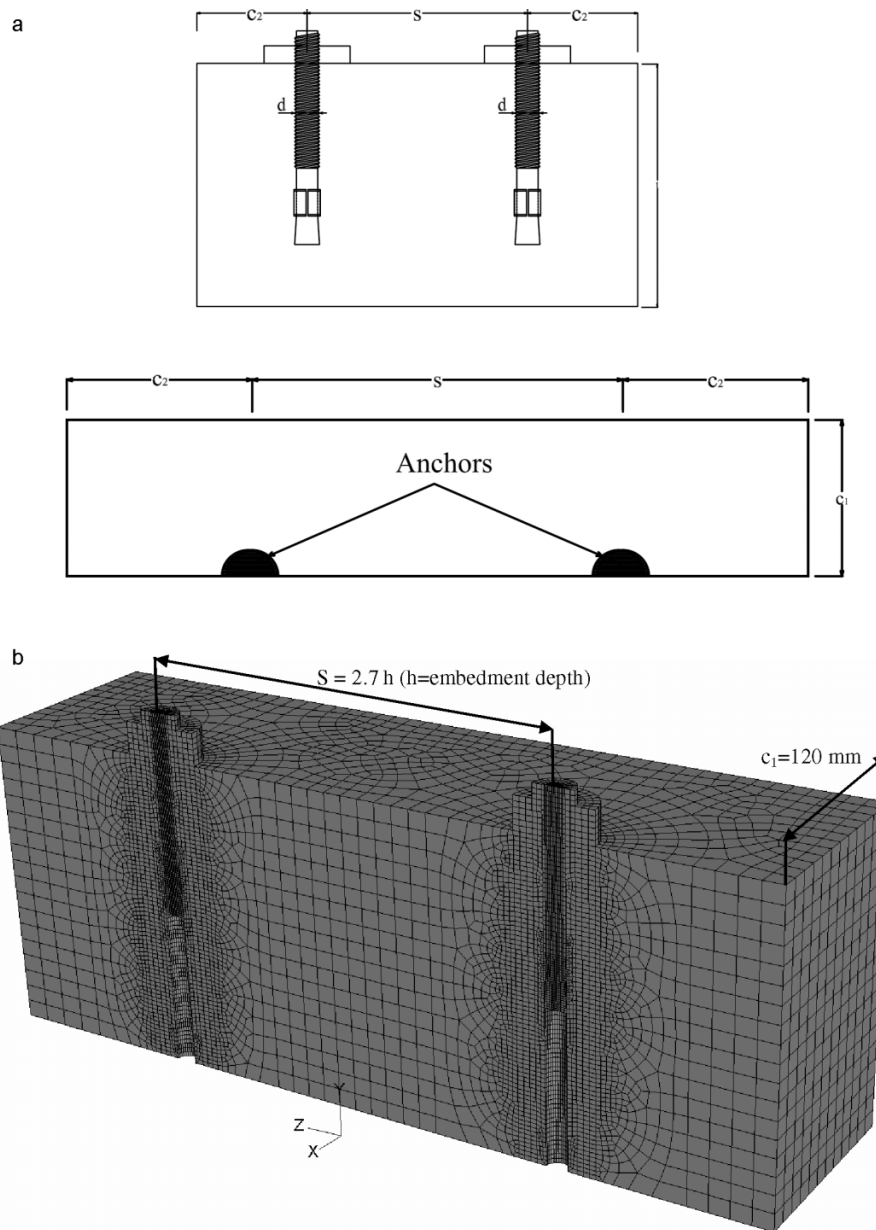 a
c₂ s c₂
d d
c₂ s c₂
Anchors
c₁
b
S = 2.7 h (h=embedment depth)
c₁=120 mm
Y
Z
X